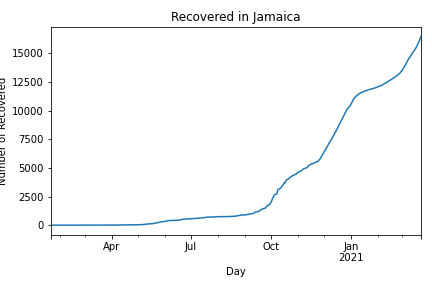 Recovered in Jamaica
Number of Recovered
15000
12500
10000
7500
5000
2500
0
Apr
Jul
Oct
Jan
2021
Day